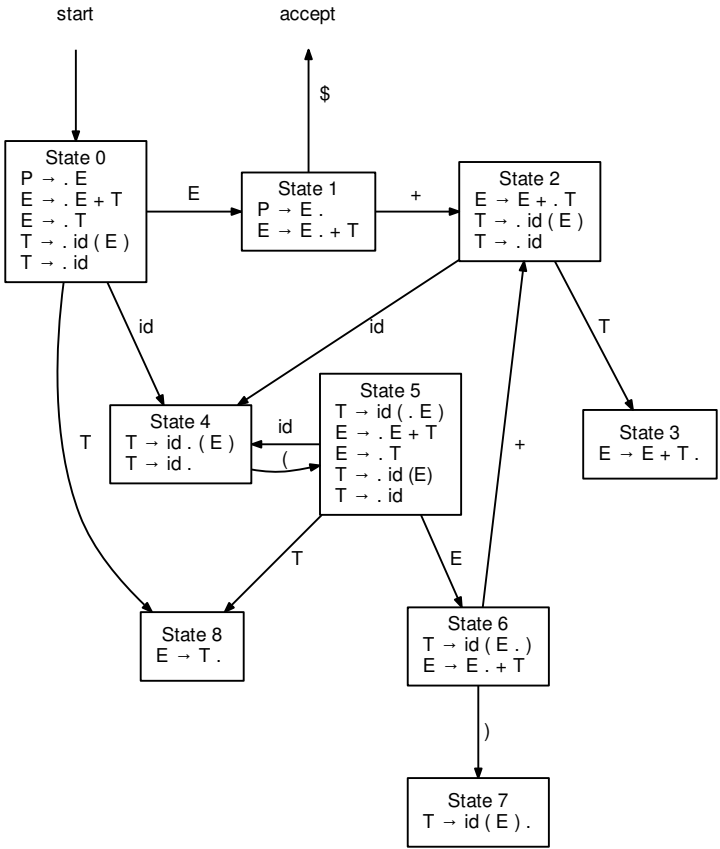 start
accept
$
State 0
P → . E
E → . E + T
E → . T
T → . id ( E )
T → . id
E
State 1
P → E .
E → E . + T
+
State 2
E → E + . T
T → . id ( E )
T → . id
id
id
T
T
State 4
T → id . ( E )
T → id .
id
(
State 5
T → id ( . E )
E → . E + T
E → . T
T → . id (E)
T → . id
State 3
E → E + T .
+
T
E
State 8
E → T .
State 6
T → id ( E . )
E → E . + T
)
State 7
T → id ( E ) .